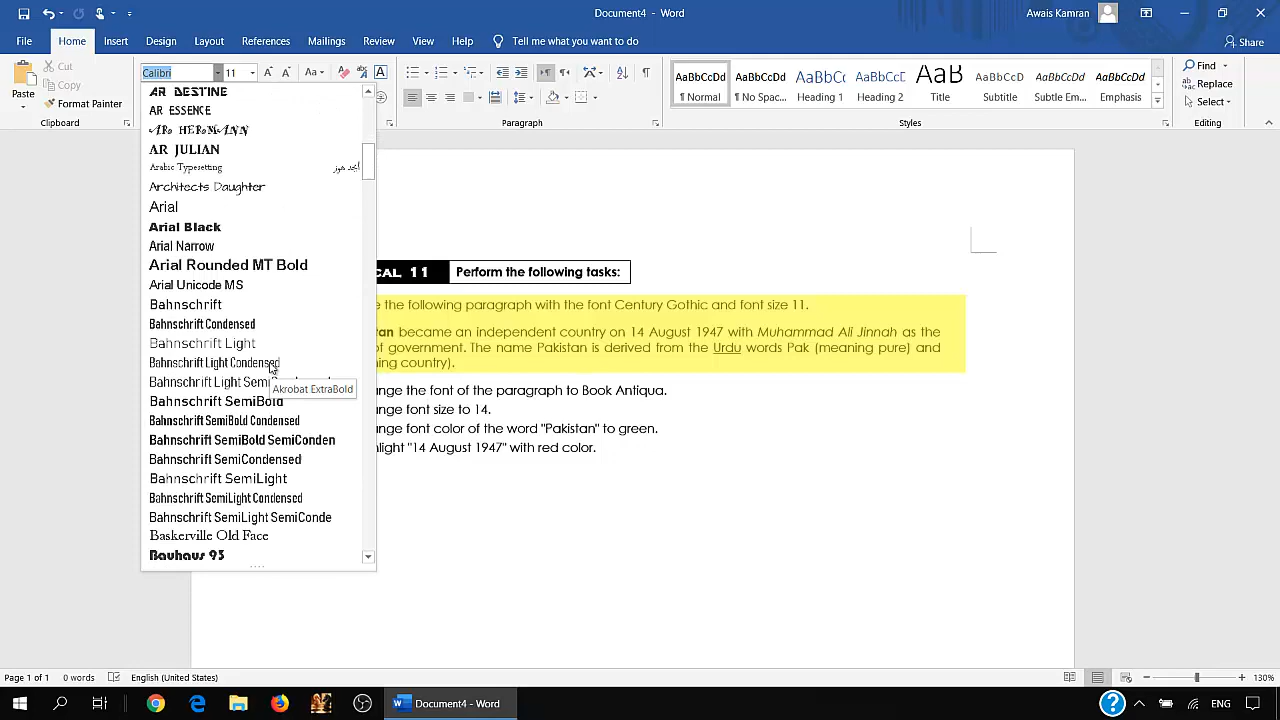 Document4 - Word
Awais Kamran
File Home Insert Design Layout References Mailings Review View Help Tell me what you want to do Share
Paste
Cut
Copy
Format Painter
Clipboard
Calibri 11
Aa
Paragraph
AaBbCcDd AaBbCcDd AaBbCc AaBbCcE AaB AaBbCcD AaBbCcDd AaBbCcDd
¶ Normal ¶ No Spac... Heading 1 Heading 2 Title Subtitle Subtle Em... Emphasis
Styles
Find
Replace
Select
Editing
AR DESTINE
AR ESSENCE
AR HERMANN
AR JULIAN
Arabic Typesetting أبجد هوز
Architects Daughter
Arial
Arial Black
Arial Narrow
Arial Rounded MT Bold
Arial Unicode MS
Bahnschrift
Bahnschrift Condensed
Bahnschrift Light
Bahnschrift Light Condensed
Bahnschrift Light Semi
Akrobat ExtraBold
Bahnschrift SemiBold
Bahnschrift SemiBold Condensed
Bahnschrift SemiBold SemiConden
Bahnschrift SemiCondensed
Bahnschrift SemiLight
Bahnschrift SemiLight Condensed
Bahnschrift SemiLight SemiConde
Baskerville Old Face
Bauhaus 93
CAL 11 Perform the following tasks:
e the following paragraph with the font Century Gothic and font size 11.
tan became an independent country on 14 August 1947 with Muhammad Ali Jinnah as the
of government. The name Pakistan is derived from the Urdu words Pak (meaning pure) and
ing country).
nge the font of the paragraph to Book Antiqua.
nge font size to 14.
nge font color of the word "Pakistan" to green.
light "14 August 1947" with red color.
Page 1 of 1 0 words English (United States) 130%
Document4 - Word
ENG